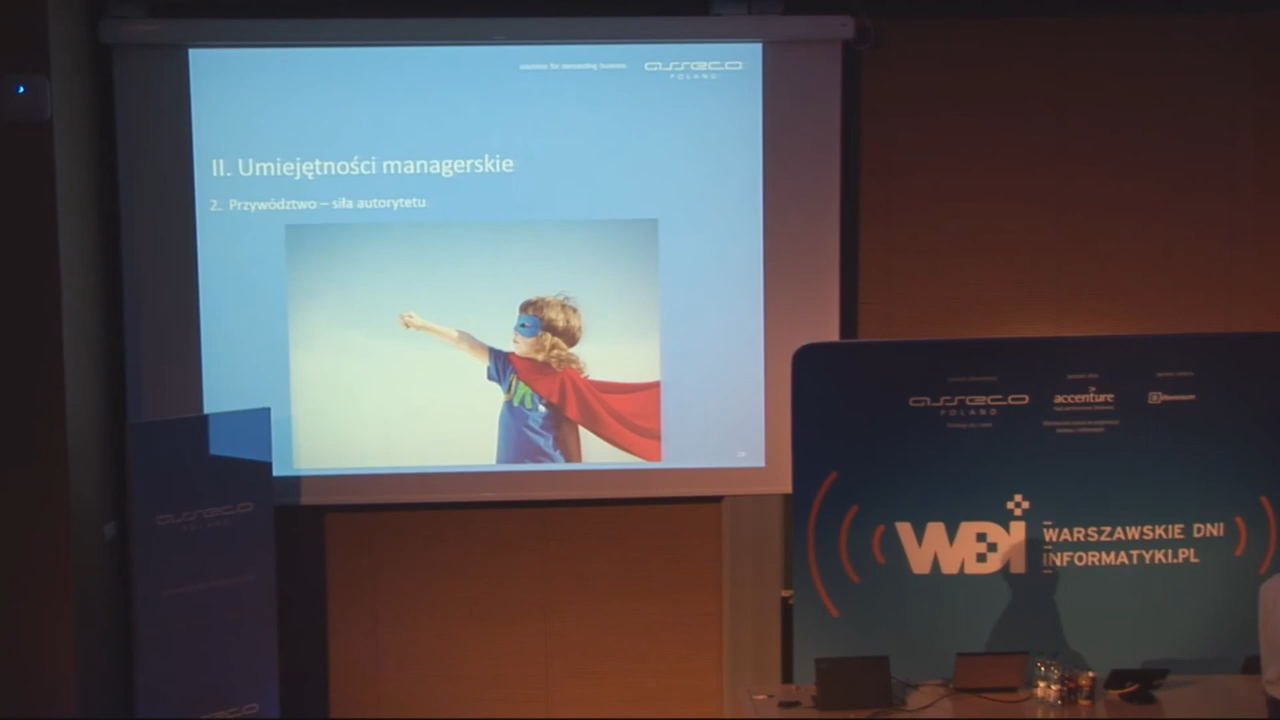 solutions for demanding business
asseco
POLAND
II. Umiejętności managerskie
2. Przywództwo – siła autorytetu
asseco
POLAND
accenture
asseco
POLAND
WDI
WARSZAWSKIE DNI
INFORMATYKI.PL
asseco